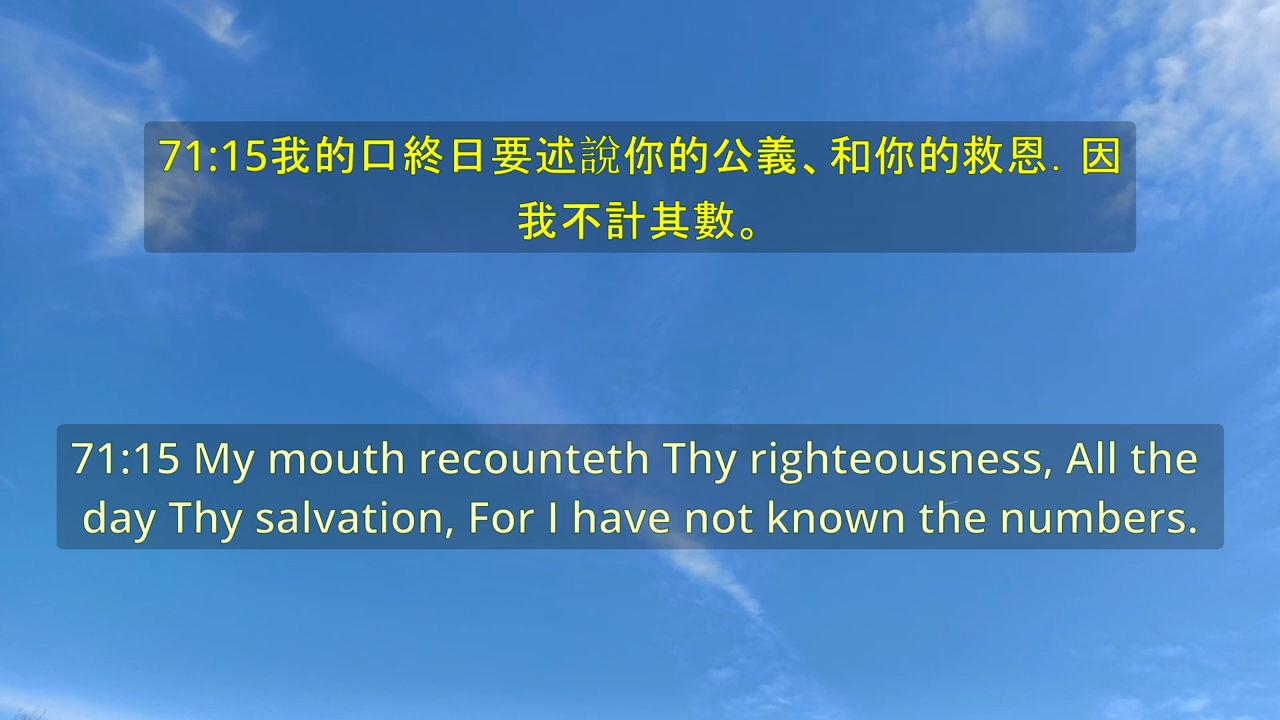 71:15我的口終日要述說你的公義、和你的救恩．因
我不計其數。
71:15 My mouth recounteth Thy righteousness, All the
day Thy salvation, For I have not known the numbers.